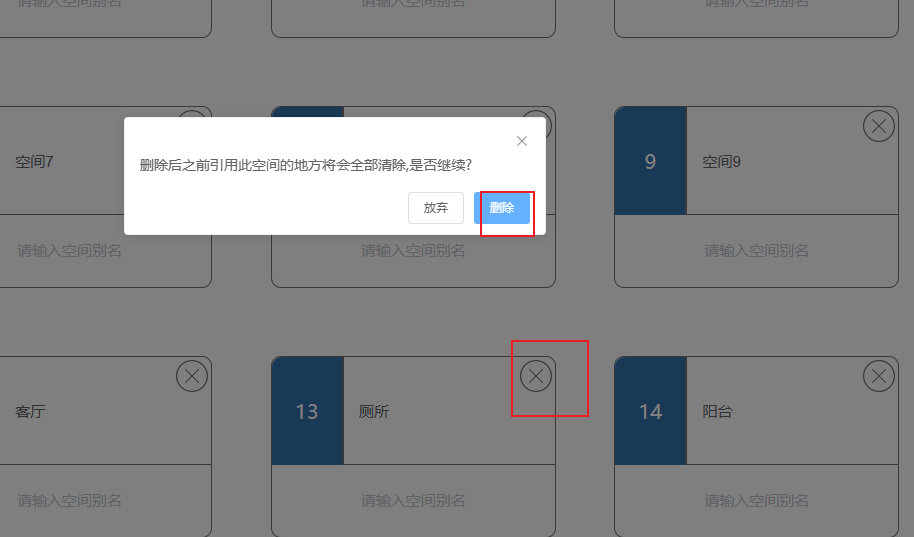 请输入空间别名
请输入空间别名
请输入空间别名
空间7
9
空间9
删除后之前引用此空间的地方将会全部清除,是否继续?
放弃
删除
请输入空间别名
请输入空间别名
请输入空间别名
客厅
13
厕所
14
阳台
请输入空间别名
请输入空间别名
请输入空间别名